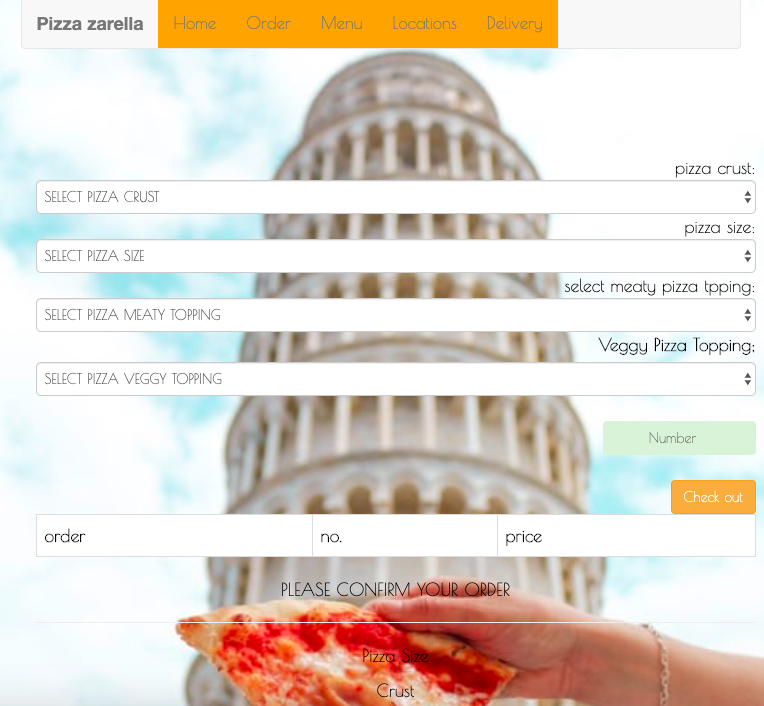 Pizza zarella Home Order Menu Locations Delivery
pizza crust:
SELECT PIZZA CRUST
pizza size:
SELECT PIZZA SIZE
select meaty pizza tpping:
SELECT PIZZA MEATY TOPPING
Veggy Pizza Topping;
SELECT PIZZA VEGGY TOPPING
Number
Check out
order no. price
PLEASE CONFIRM YOUR ORDER
Pizza Size
Crust